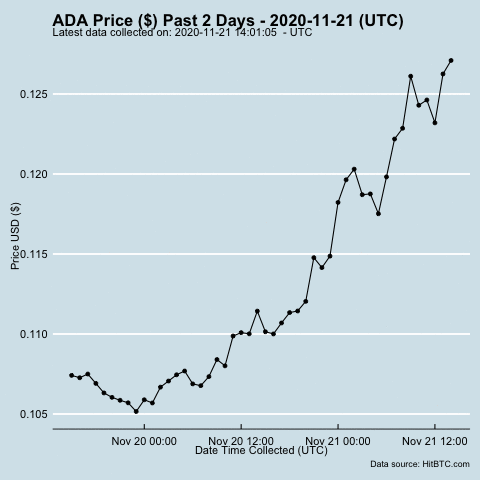 ADA Price ($) Past 2 Days - 2020-11-21 (UTC)
Latest data collected on: 2020-11-21 14:01:05 - UTC
0.125
0.120
0.115
0.110
0.105
Price USD ($)
Nov 20 00:00 Nov 20 12:00 Nov 21 00:00 Nov 21 12:00
Date Time Collected (UTC)
Data source: HitBTC.com